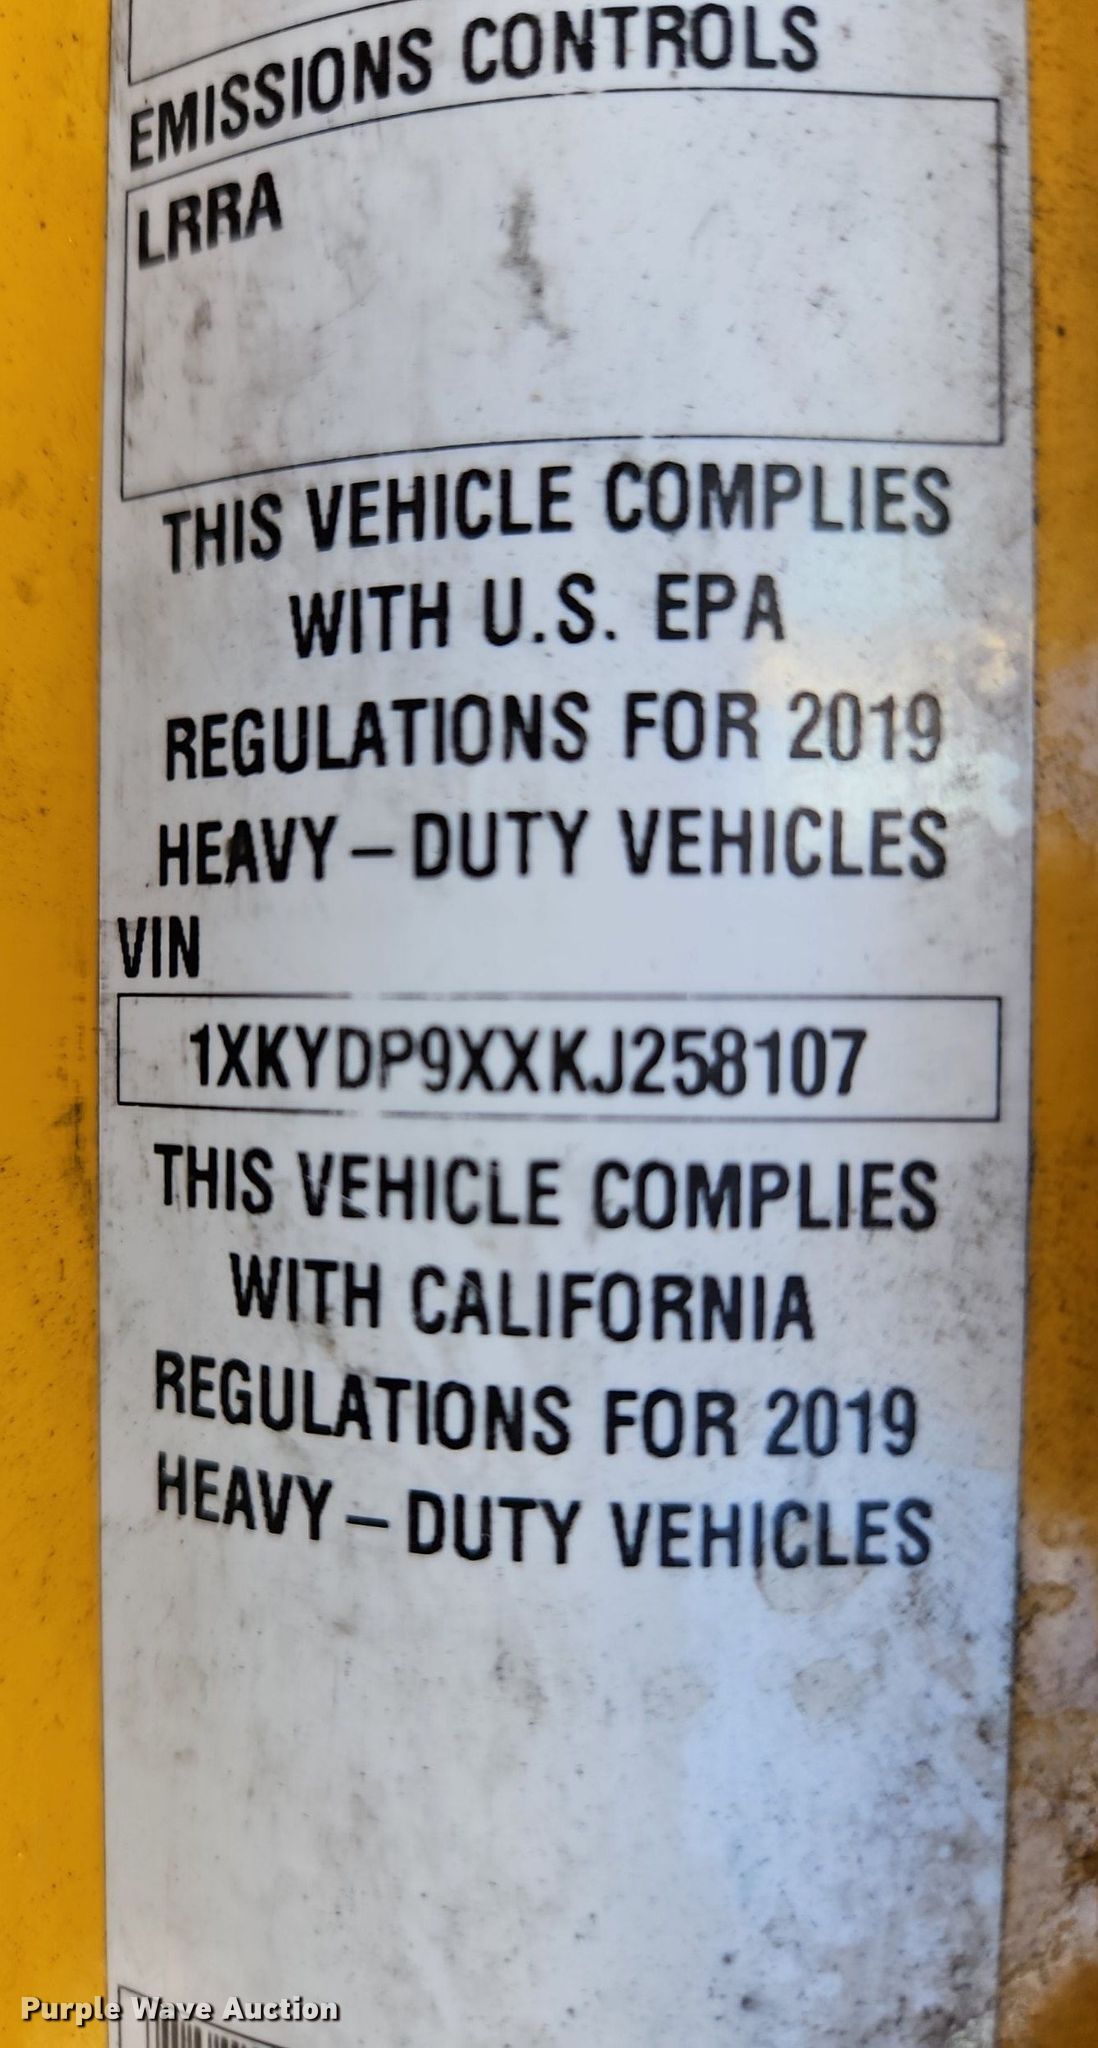 EMISSIONS CONTROLS
LRRA
THIS VEHICLE COMPLIES
WITH U.S. EPA
REGULATIONS FOR 2019
HEAVY-DUTY VEHICLES
VIN
1XKYDP9XXKJ258107
THIS VEHICLE COMPLIES
WITH CALIFORNIA
REGULATIONS FOR 2019
HEAVY-DUTY VEHICLES
Purple Wave Auction